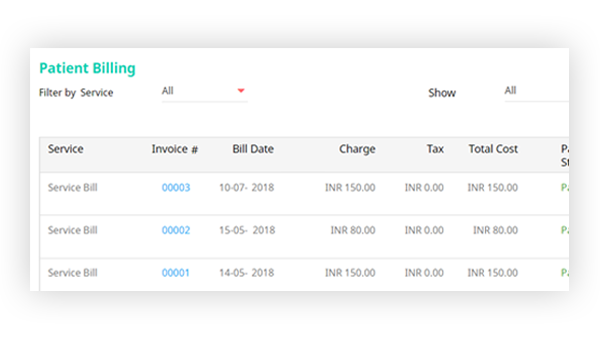 Patient Billing
Filter by Service All Show All
Service Invoice # Bill Date Charge Tax Total Cost
Service Bill 00003 10-07- 2018 INR 150.00 INR 0.00 INR 150.00
Service Bill 00002 15-05- 2018 INR 80.00 INR 0.00 INR 80.00
Service Bill 00001 14-05- 2018 INR 150.00 INR 0.00 INR 150.00